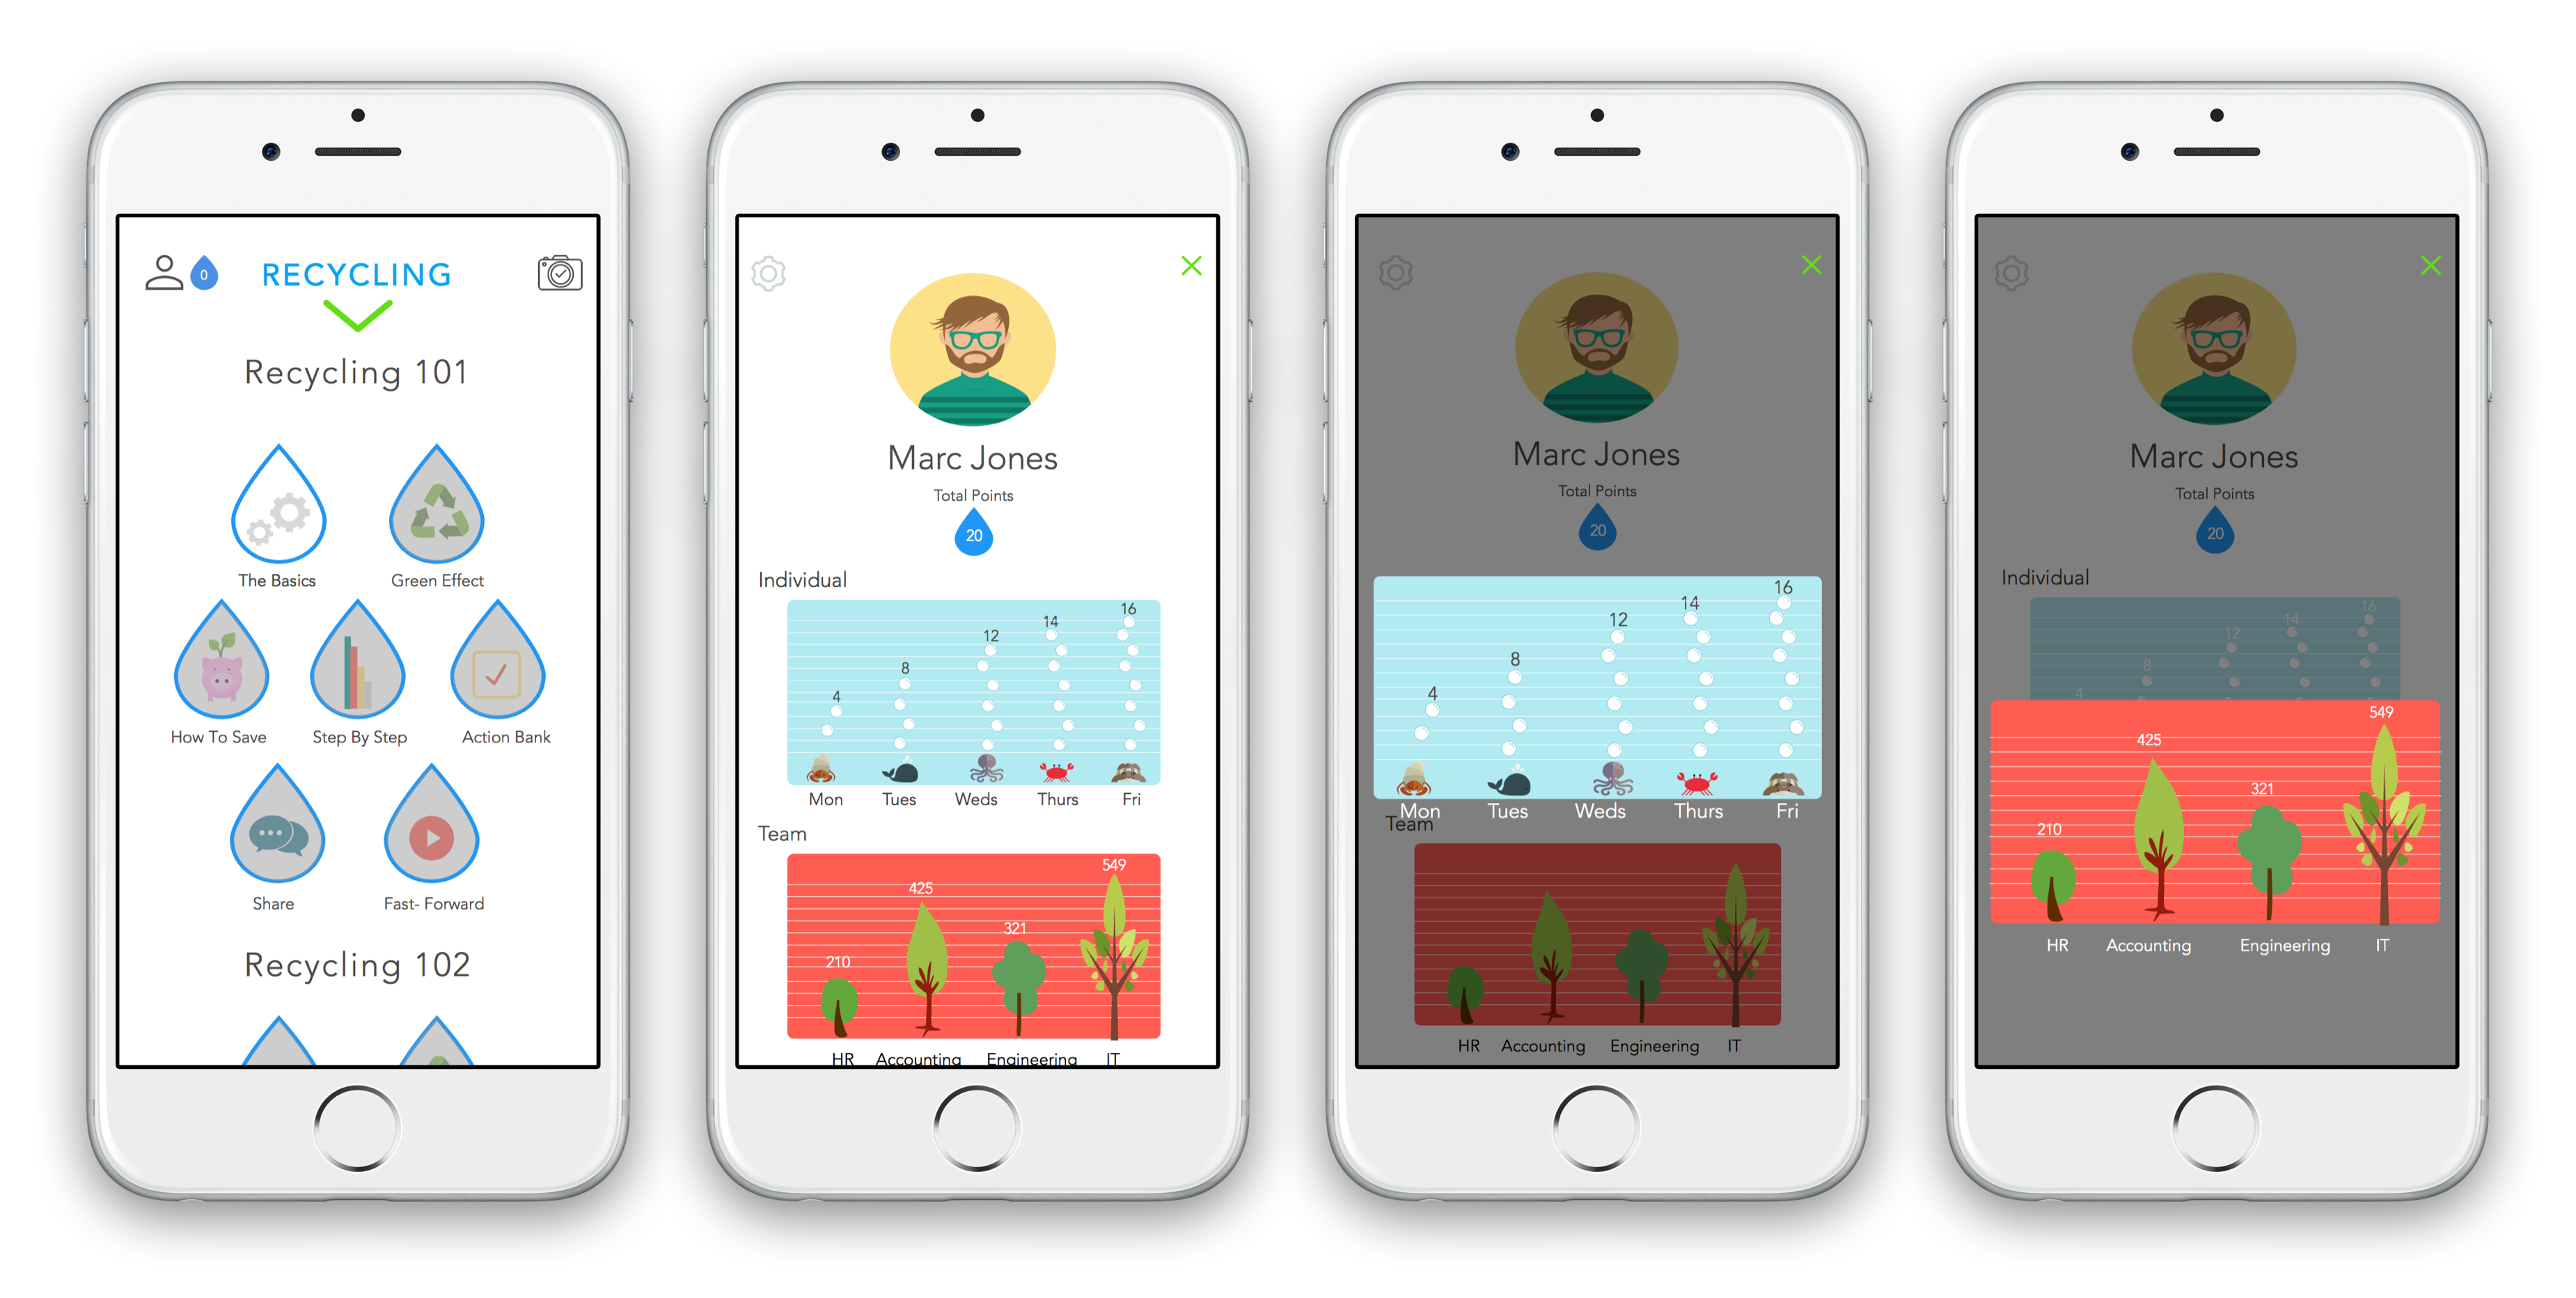 0
RECYCLING
Recycling 101
The Basics
Green Effect
How To Save
Step By Step
Action Bank
Share
Fast- Forward
Recycling 102
Marc Jones
Total Points
20
Individual
4
8
12
14
16
Mon
Tues
Weds
Thurs
Fri
Team
210
425
321
549
HR
Accounting
Engineering
IT
Marc Jones
Total Points
20
4
8
12
14
16
Mon
Tues
Weds
Thurs
Fri
Team
HR
Accounting
Engineering
IT
Marc Jones
Total Points
20
Individual
4
8
12
14
16
210
425
321
549
HR
Accounting
Engineering
IT